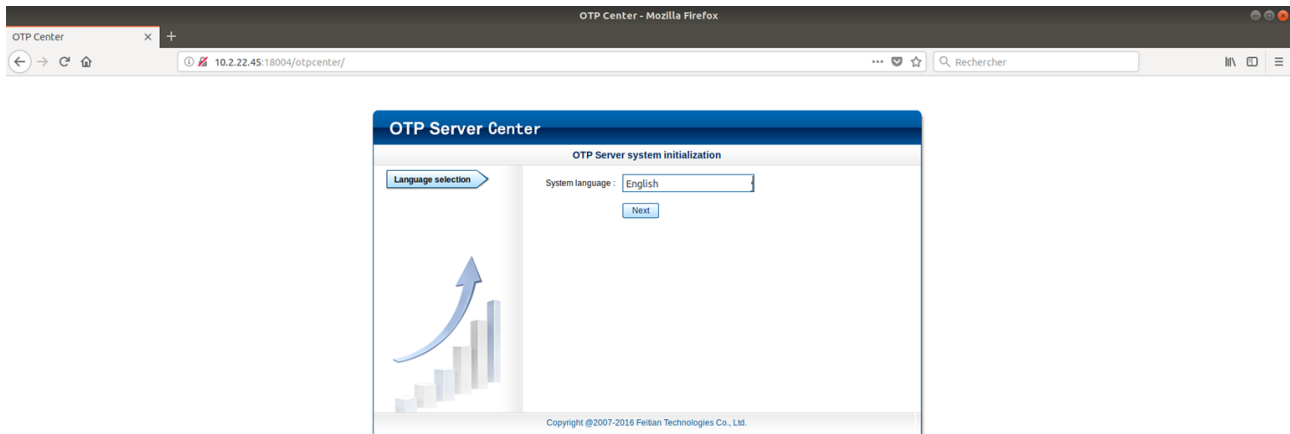 OTP Center - Mozilla Firefox
OTP Center
10.2.22.45:18004/otpcenter/
Rechercher
OTP Server Center
OTP Server system initialization
Language selection
System language : English
Next
Copyright @2007-2016 Feitian Technologies Co., Ltd.